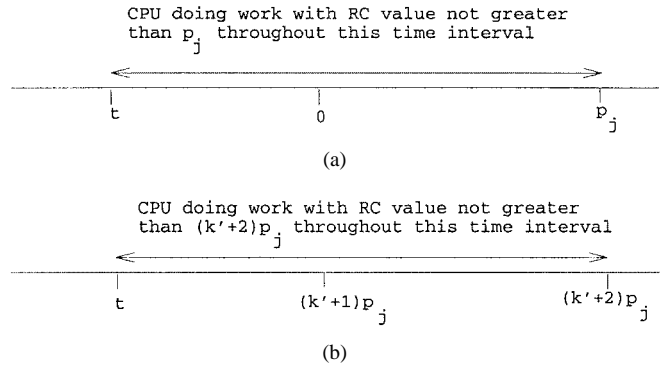 CPU doing work with RC value not greater
than p_j throughout this time interval
t 0 p_j
(a)
CPU doing work with RC value not greater
than (k'+2)p_j throughout this time interval
t (k'+1)p_j (k'+2)p_j
(b)